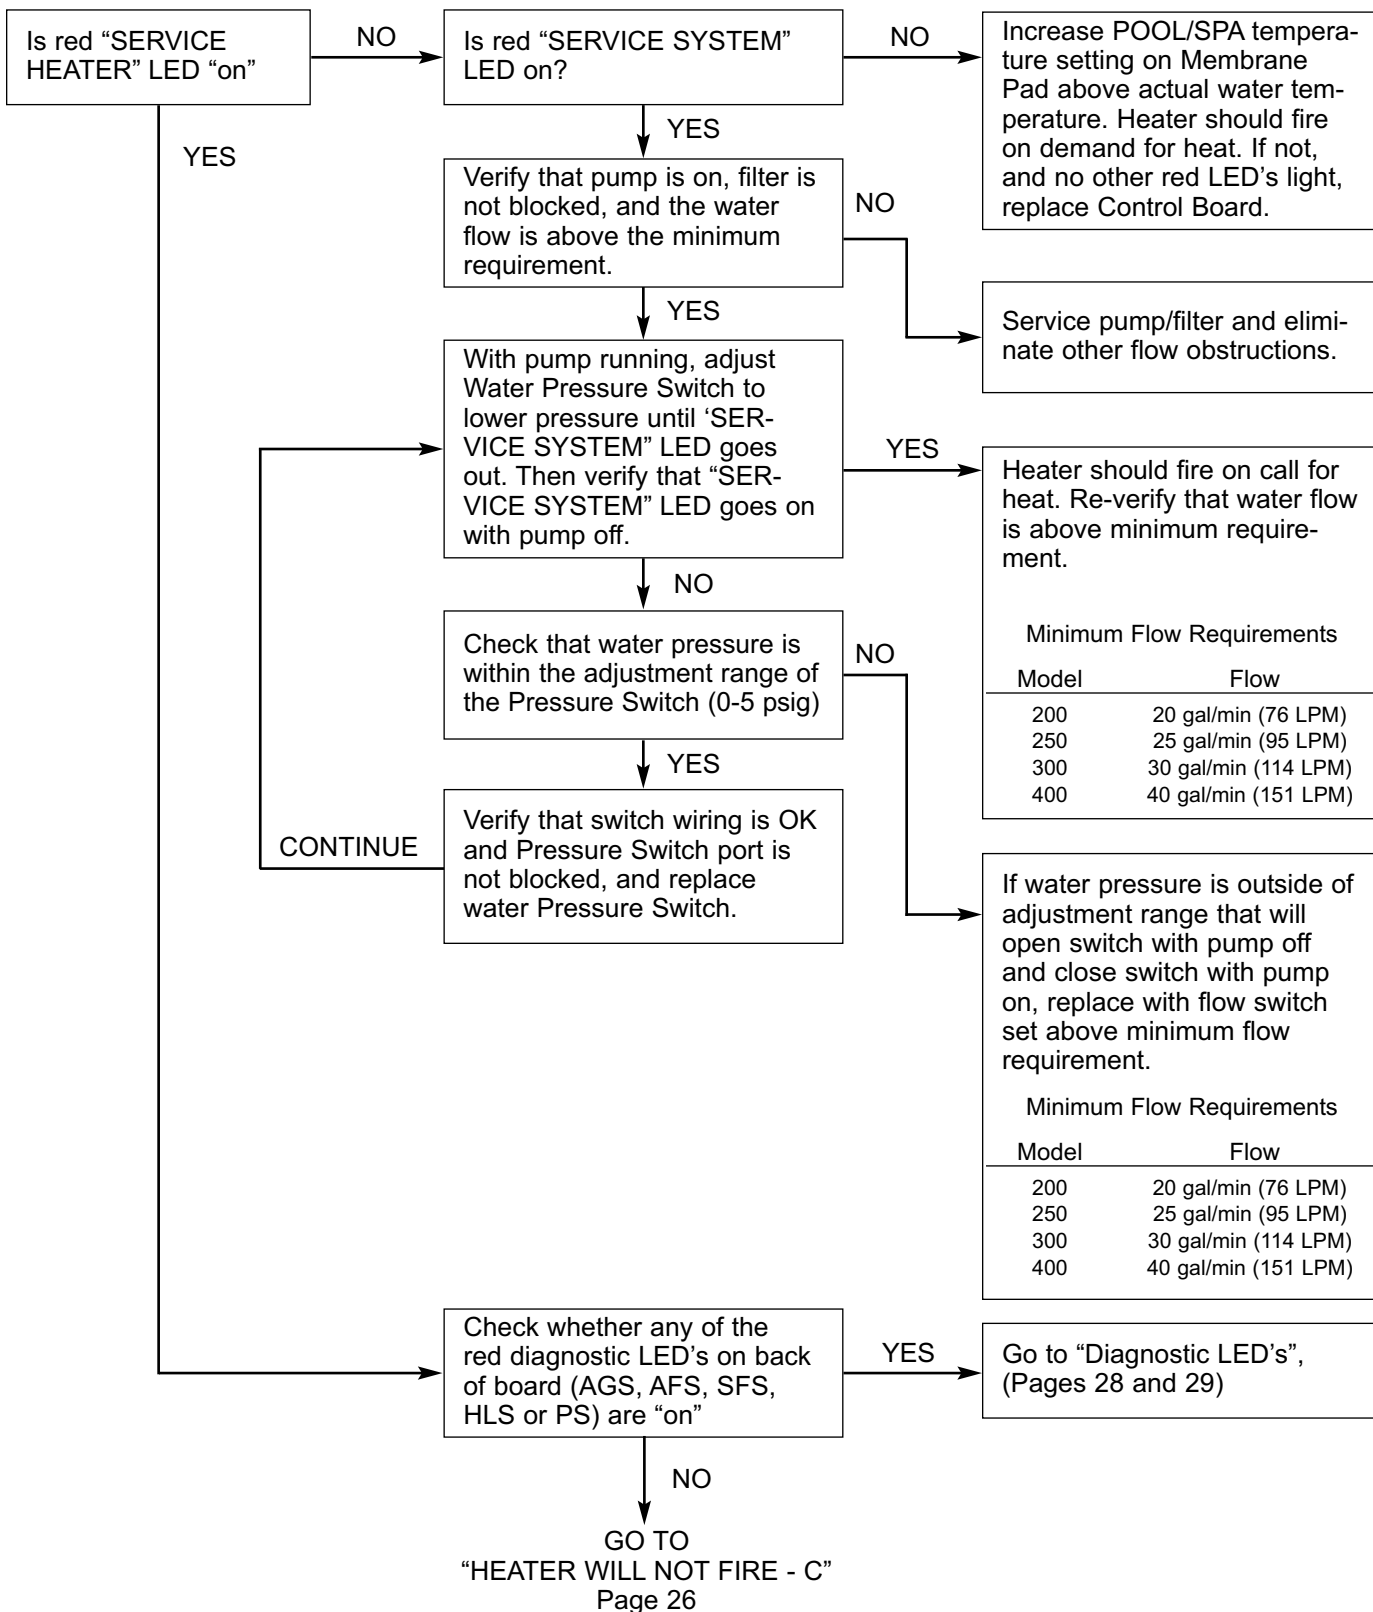 Is red “SERVICE
HEATER” LED “on”
NO
Is red “SERVICE SYSTEM”
LED on?
NO
Increase POOL/SPA tempera-
ture setting on Membrane
Pad above actual water tem-
perature. Heater should fire
on demand for heat. If not,
and no other red LED’s light,
replace Control Board.
YES
YES
Verify that pump is on, filter is
not blocked, and the water
flow is above the minimum
requirement.
NO
Service pump/filter and elimi-
nate other flow obstructions.
YES
With pump running, adjust
Water Pressure Switch to
lower pressure until ‘SER-
VICE SYSTEM” LED goes
out. Then verify that “SER-
VICE SYSTEM” LED goes on
with pump off.
YES
Heater should fire on call for
heat. Re-verify that water flow
is above minimum require-
ment.
Minimum Flow Requirements
Model Flow
200 20 gal/min (76 LPM)
250 25 gal/min (95 LPM)
300 30 gal/min (114 LPM)
400 40 gal/min (151 LPM)
NO
Check that water pressure is
within the adjustment range of
the Pressure Switch (0-5 psig)
NO
YES
Verify that switch wiring is OK
and Pressure Switch port is
not blocked, and replace
water Pressure Switch.
CONTINUE
If water pressure is outside of
adjustment range that will
open switch with pump off
and close switch with pump
on, replace with flow switch
set above minimum flow
requirement.
Minimum Flow Requirements
Model Flow
200 20 gal/min (76 LPM)
250 25 gal/min (95 LPM)
300 30 gal/min (114 LPM)
400 40 gal/min (151 LPM)
Check whether any of the
red diagnostic LED’s on back
of board (AGS, AFS, SFS,
HLS or PS) are “on”
YES
Go to “Diagnostic LED’s”,
(Pages 28 and 29)
NO
GO TO
“HEATER WILL NOT FIRE - C”
Page 26